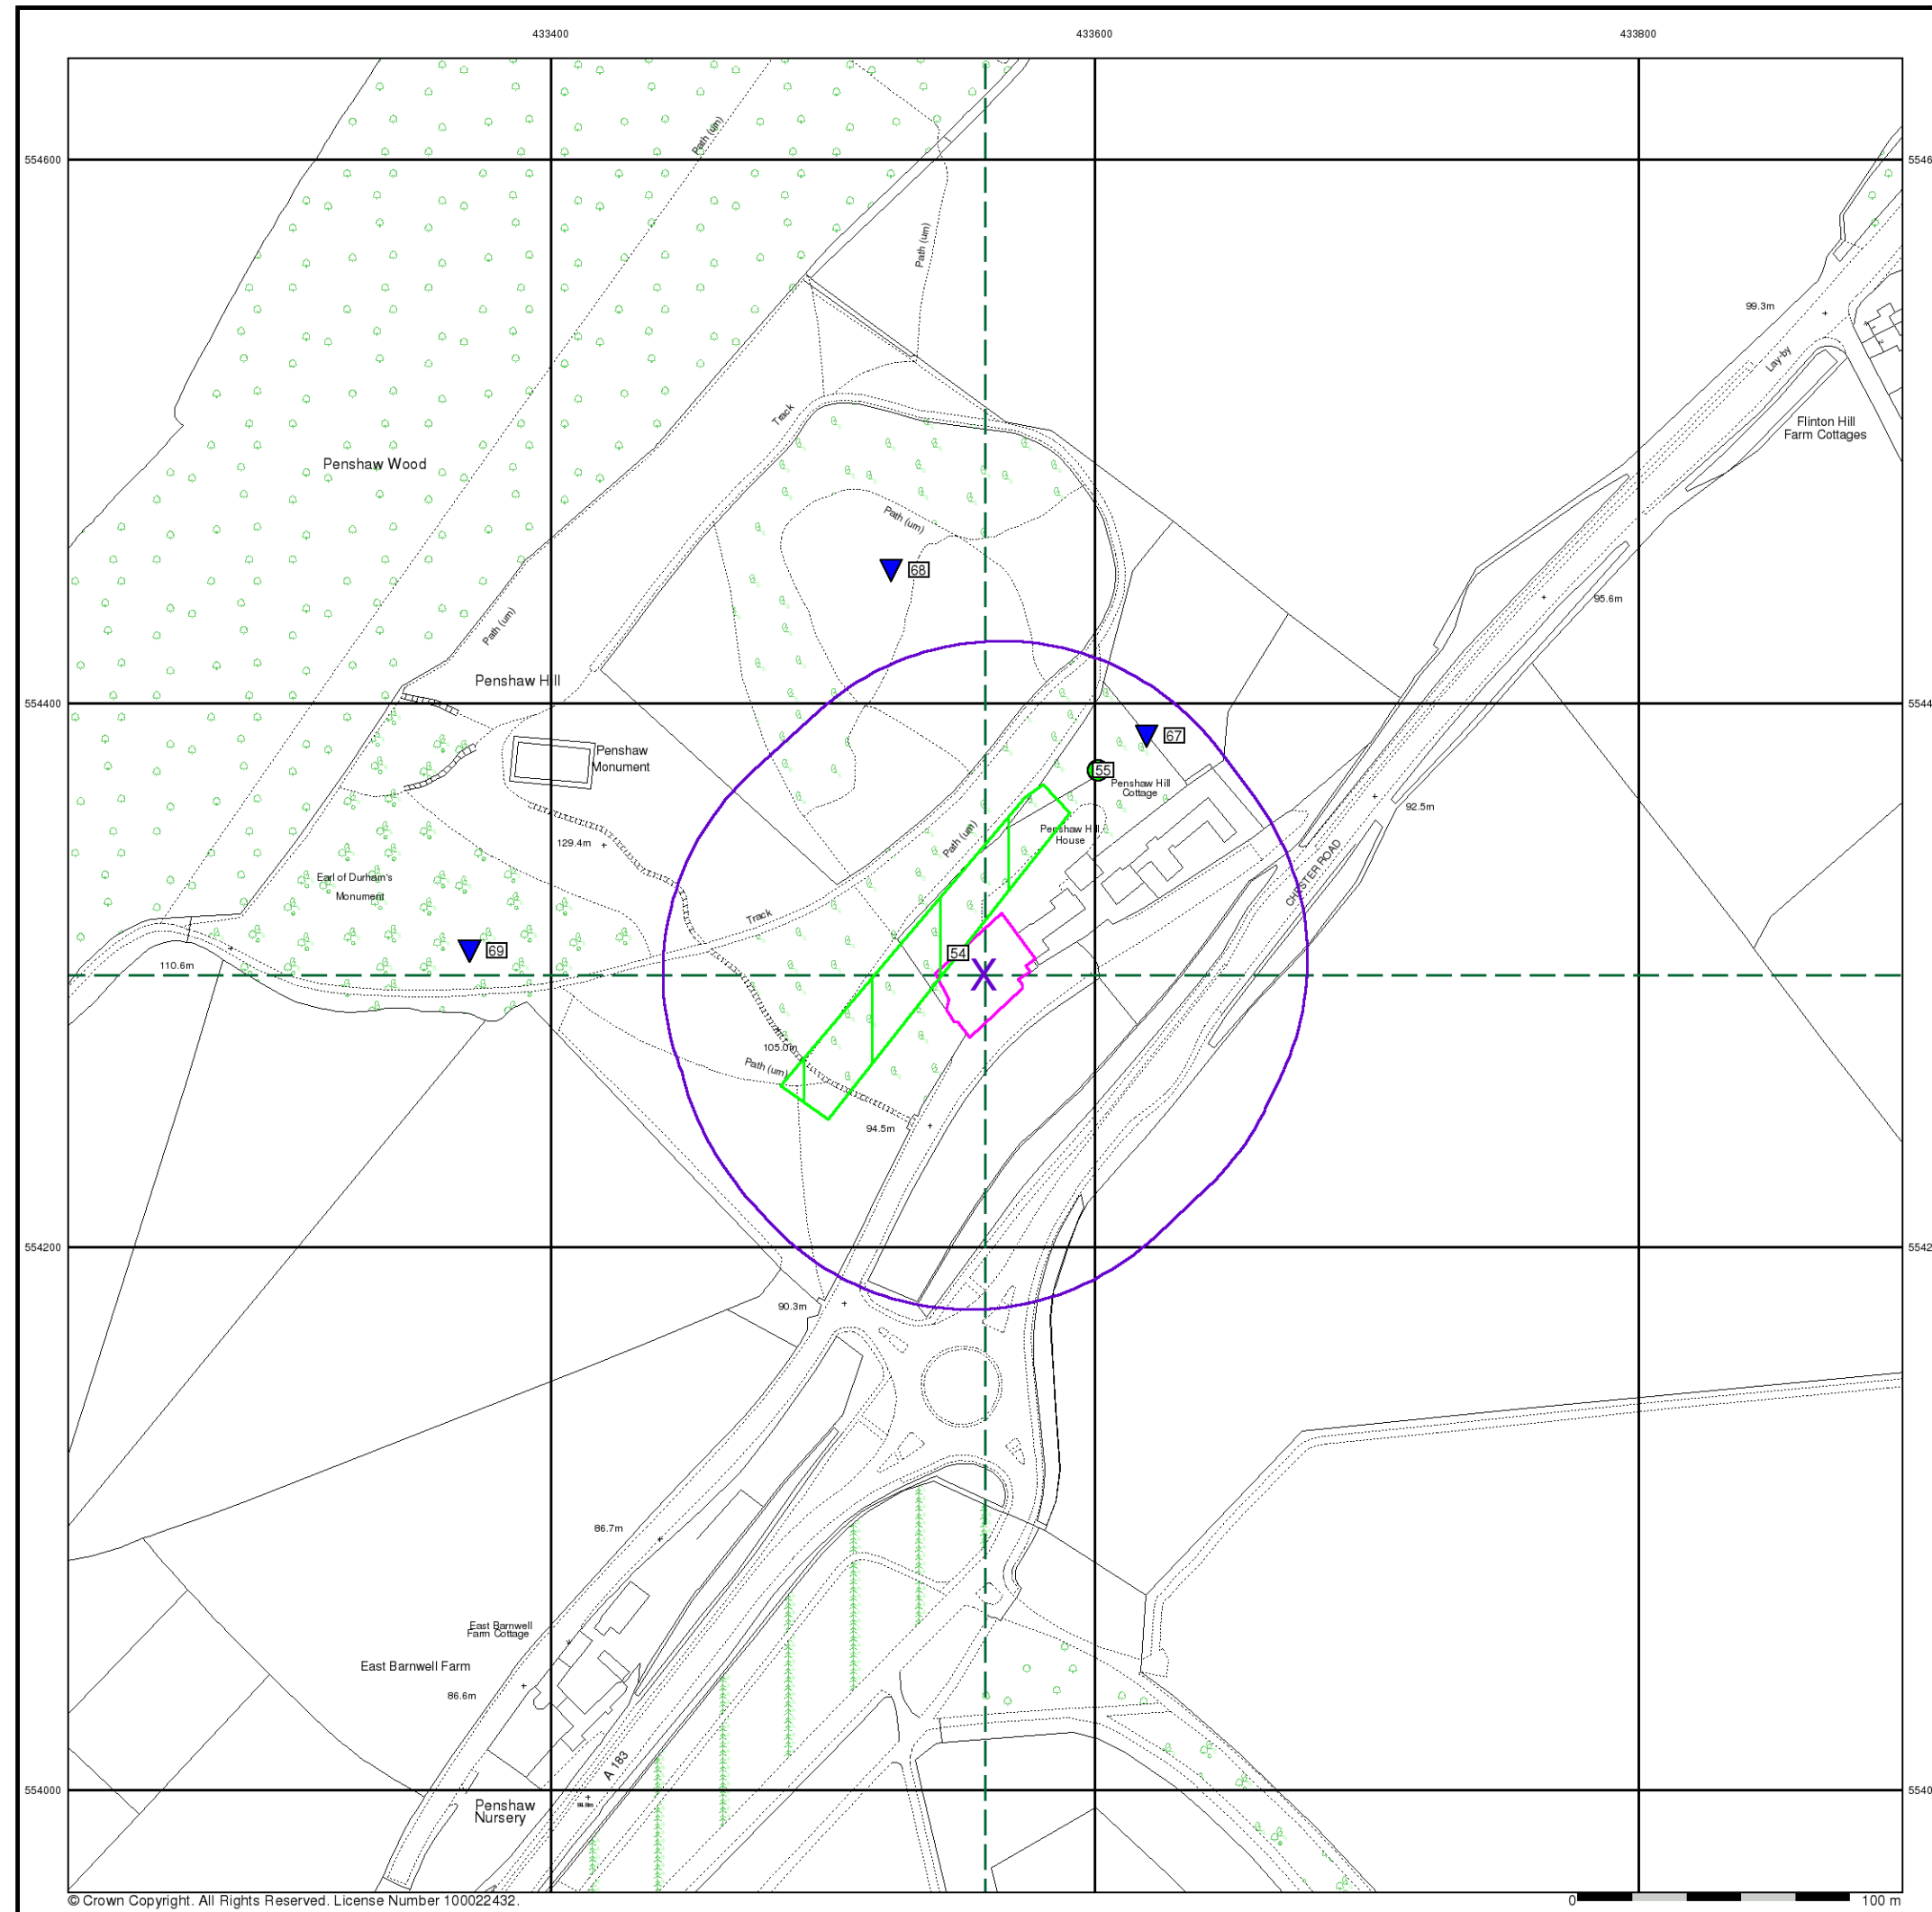 433400
433600
433800
554600
5546
Path (um)
Path (um)
99.3m
Lay-by
Track
Flinton Hill
Farm Cottages
Penshaw Wood
Path (um)
68
95.6m
Path (um)
Penshaw Hill
554400
5544
67
Penshaw
Monument
55
Penshaw Hill
Cottage
92.5m
Path (um)
Penshaw Hill
House
129.4m
CHESTER ROAD
Earl of Durham's
Monument
Track
69
54
110.6m
X
105.0m
Path (um)
94.5m
554200
5542
90.3m
86.7m
East Barnwell
Farm Cottage
East Barnwell Farm
86.6m
A 183
554000
5540
Penshaw
Nursery
© Crown Copyright. All Rights Reserved. License Number 100022432.
0
100 m